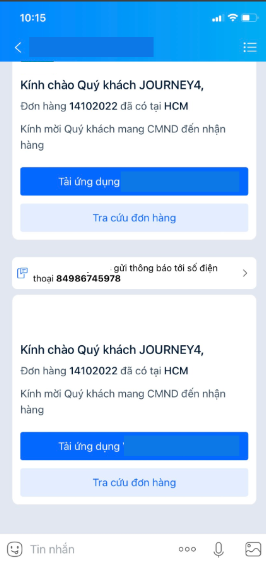 10:15
Kính chào Quý khách JOURNEY4,
Đơn hàng 14102022 đã có tại HCM
Kính mời Quý khách mang CMND đến nhận
hàng
Tải ứng dụng
Tra cứu đơn hàng
gửi thông báo tới số điện
thoại 84986745978
Kính chào Quý khách JOURNEY4,
Đơn hàng 14102022 đã có tại HCM
Kính mời Quý khách mang CMND đến nhận
hàng
Tải ứng dụng
Tra cứu đơn hàng
Tin nhắn